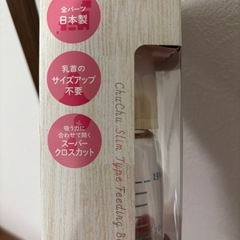 全パーツ
日本製
乳首の
サイズアップ
不要
吸う力に
合わせて開く
スーパー
クロスカット
ChuChu Slim Type Feeding B